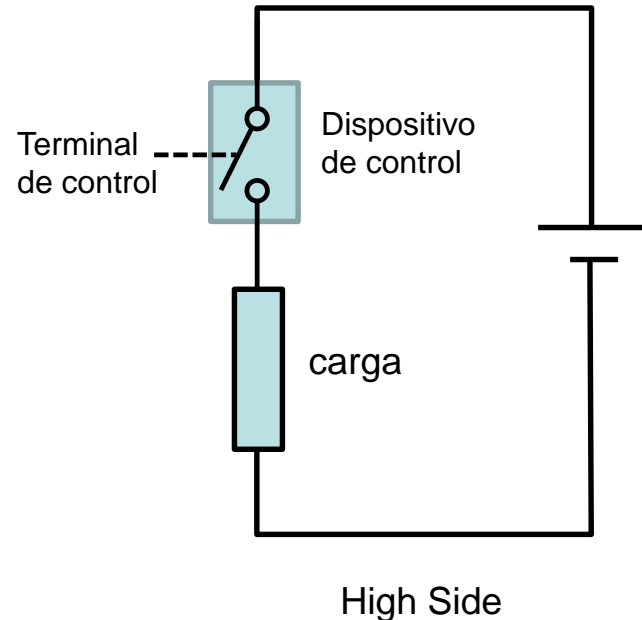 Terminal
de control
Dispositivo
de control
carga
High Side